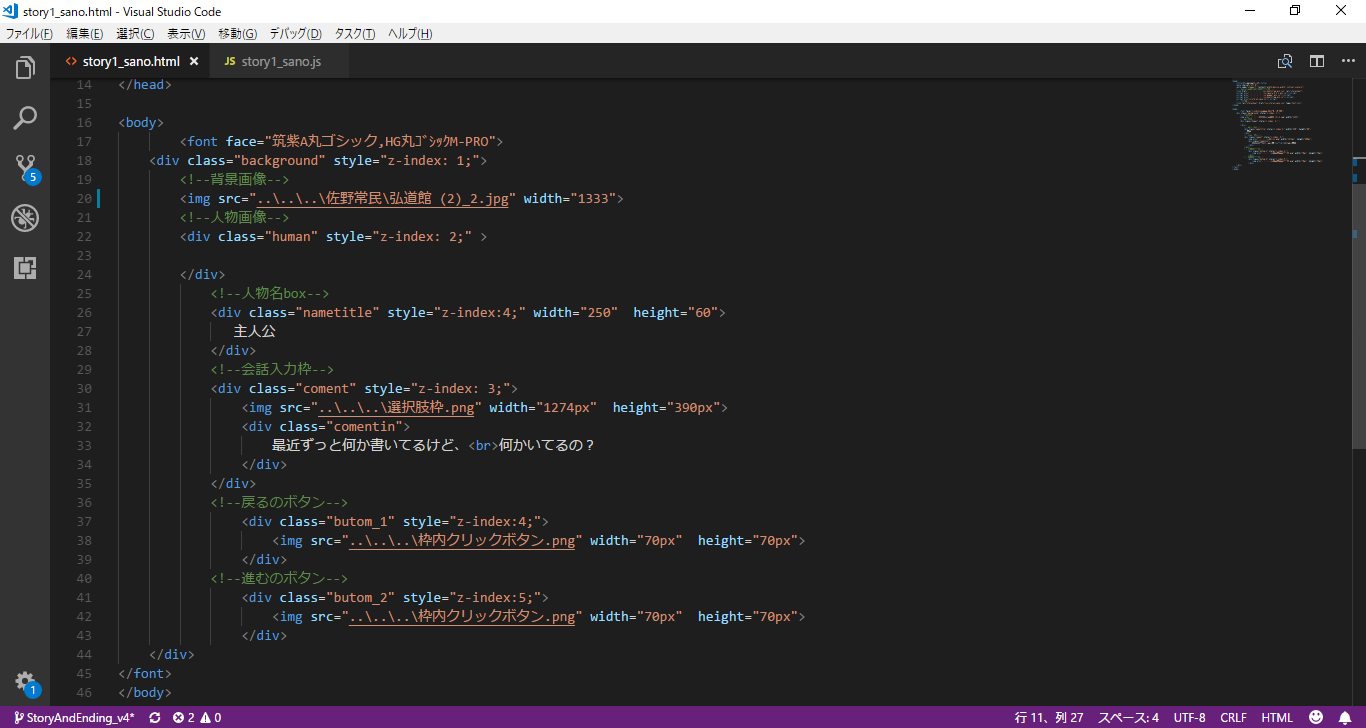 story1_sano.html - Visual Studio Code
ファイル(F) 編集(E) 選択(C) 表示(V) 移動(G) デバッグ(D) タスク(T) ヘルプ(H)
<> story1_sano.html × JS story1_sano.js
14 </head>
15
16 <body>
17 <font face="筑紫A丸ゴシック,HG丸ｺﾞｼｯｸM-PRO">
18 <div class="background" style="z-index: 1;">
19 <!--背景画像-->
20 <img src="..\..\..\佐野常民\弘道館 (2)_2.jpg" width="1333">
21 <!--人物画像-->
22 <div class="human" style="z-index: 2;" >
23
24 </div>
25 <!--人物名box-->
26 <div class="nametitle" style="z-index:4;" width="250"  height="60">
27 主人公
28 </div>
29 <!--会話入力枠-->
30 <div class="coment" style="z-index: 3;">
31 <img src="..\..\..\選択肢枠.png" width="1274px"  height="390px">
32 <div class="comentin">
33 最近ずっと何か書いてるけど、<br>何かいてるの？
34 </div>
35 </div>
36 <!--戻るのボタン-->
37 <div class="butom_1" style="z-index:4;">
38 <img src="..\..\..\枠内クリックボタン.png" width="70px"  height="70px">
39 </div>
40 <!--進むのボタン-->
41 <div class="butom_2" style="z-index:5;">
42 <img src="..\..\..\枠内クリックボタン.png" width="70px"  height="70px">
43 </div>
44 </div>
45 </font>
46 </body>
5
1
StoryAndEnding_v4* 2 0 行 11、列 27 スペース: 4 UTF-8 CRLF HTML